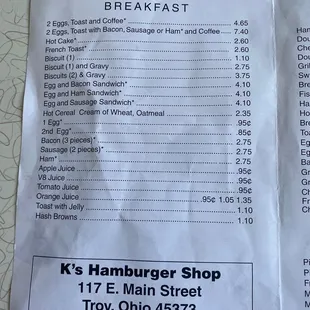 BREAKFAST
2 Eggs, Toast and Coffee* 4.65
2 Eggs, Toast with Bacon, Sausage or Ham* and Coffee 7.40
Hot Cake* 2.60
French Toast* 2.60
Biscuit (1) 1.10
Biscuit (1) and Gravy 2.75
Biscuits (2) & Gravy 3.75
Egg and Bacon Sandwich* 4.10
Egg and Ham Sandwich* 4.10
Egg and Sausage Sandwich* 4.10
Hot Cereal Cream of Wheat, Oatmeal 2.35
1 Egg* .95¢
2nd Egg* .85¢
Bacon (3 pieces)* 2.75
Sausage (2 pieces)* 2.75
Ham* 2.75
Apple Juice .95¢
V8 Juice .95¢
Tomato Juice .95¢
Orange Juice .95¢ 1.05 1.35
Toast with Jelly 1.10
Hash Browns 1.10
K's Hamburger Shop
117 E. Main Street
Troy, Ohio 45373